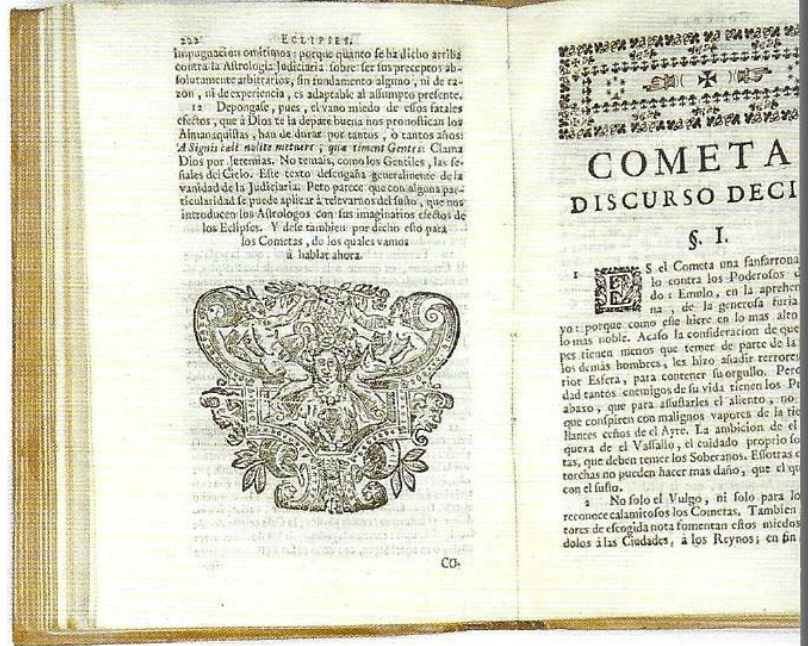 222 ECLIPSES.
impugnacion omitimos: porque quanto se ha dicho arriba
contra la Astrologia Judiciaria sobre ser sus preceptos ab-
solutamente arbitrarios, sin fundamento alguno, ni de ra-
zon, ni de experiencia, es adaptable al assumpto presente.
12 Depongase, pues, el vano miedo de essos fatales
efectos, que à Dios te la depare buena nos pronostican los
Almanaquistas, han de durar por tantos, ò tantos años:
A Signis cœli nolite metuere, quæ timent Gentes: Clama
Dios por Jeremias. No temais, como los Gentiles, las se-
ñales del Cielo. Este texto desengaña generalmente de la
vanidad de la Judiciaria: Pero parece que con alguna par-
ticularidad se puede aplicar à relevarnos del susto, que nos
introducen los Astrologos con sus imaginarios efectos de
los Eclipses. Y dese tambien por dicho esto para
los Cometas, de los quales vamos
à hablar ahora.
CO-
COMETA
DISCURSO DECI
§. I.
1 ES el Cometa una fanfarrona
lo contra los Poderosos
do: Emulo, en la aprehen
na, de la generosa furia
yo: porque como este hiere en lo mas alto
lo mas noble. Acaso la consideracion de que
pes tienen menos que temer de parte de la
los demàs hombres, les hizo añadir terrores
rior Esfera, para contener su orgullo. Pero
dad tantos enemigos de su vida tienen los Pr
abaxo, que para assustarles el aliento, no
que conspiren con malignos vapores de la tie
llantes ceños de el Ayre. La ambicion de el
quexa de el Vassallo, el cuidado proprio so
tas, que deben temer los Soberanos. Essotras
torchas no pueden hacer mas daño, que el qu
con el susto.
2 No solo el Vulgo, ni solo para lo
reconoce calamitosos los Cometas. Tambien
tores de escogida nota fomentan estos miedos
dolos à las Ciudades, à los Reynos; en fin